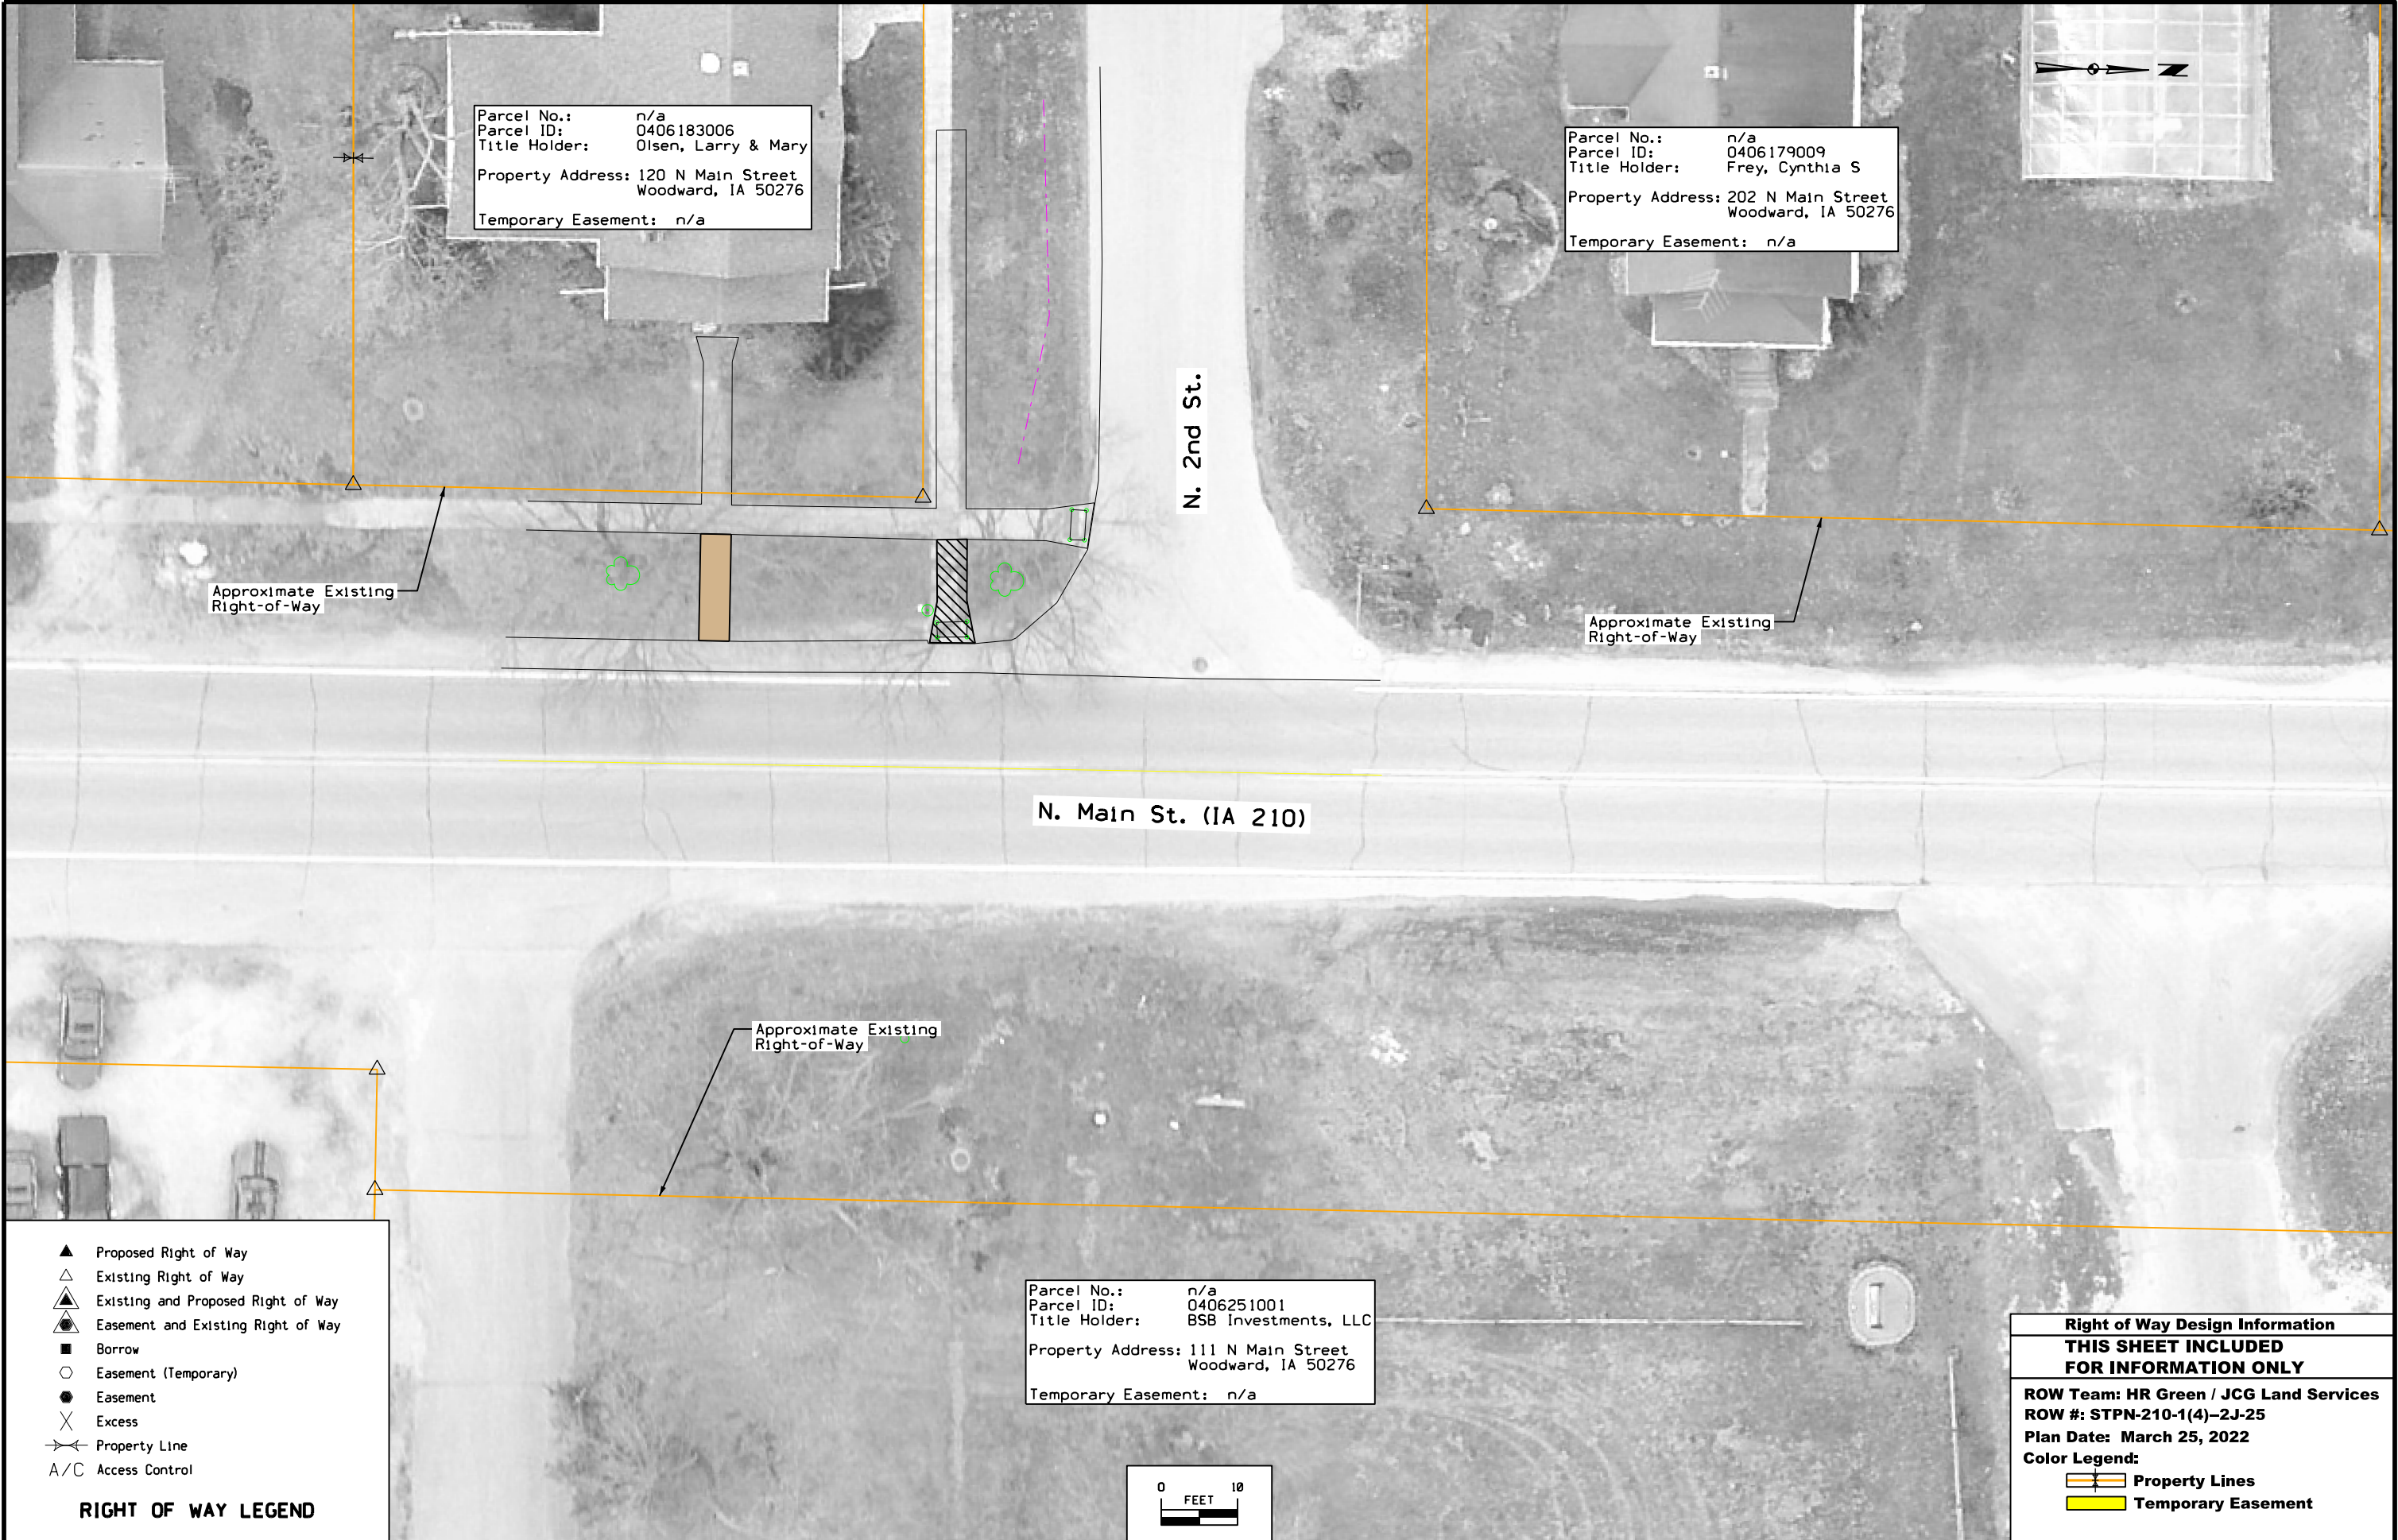 Parcel No.: n/a
Parcel ID: 0406183006
Title Holder: Olsen, Larry & Mary
Property Address: 120 N Main Street
Woodward, IA 50276
Temporary Easement: n/a
Parcel No.: n/a
Parcel ID: 0406179009
Title Holder: Frey, Cynthia S
Property Address: 202 N Main Street
Woodward, IA 50276
Temporary Easement: n/a
N
N. 2nd St.
Approximate Existing
Right-of-Way
Approximate Existing
Right-of-Way
N. Main St. (IA 210)
Approximate Existing
Right-of-Way
Parcel No.: n/a
Parcel ID: 0406251001
Title Holder: BSB Investments, LLC
Property Address: 111 N Main Street
Woodward, IA 50276
Temporary Easement: n/a
Proposed Right of Way
Existing Right of Way
Existing and Proposed Right of Way
Easement and Existing Right of Way
Borrow
Easement (Temporary)
Easement
Excess
Property Line
A/C Access Control
RIGHT OF WAY LEGEND
0 10
FEET
Right of Way Design Information
THIS SHEET INCLUDED
FOR INFORMATION ONLY
ROW Team: HR Green / JCG Land Services
ROW #: STPN-210-1(4)--2J-25
Plan Date: March 25, 2022
Color Legend:
Property Lines
Temporary Easement